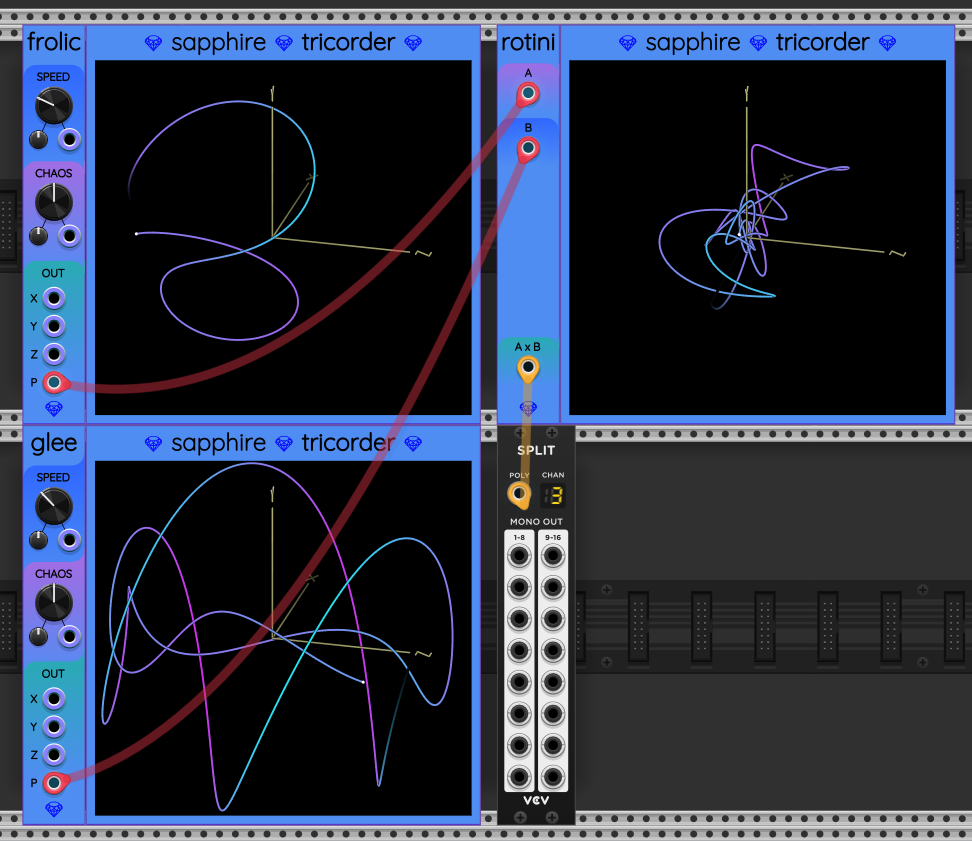 frolic
sapphire tricorder
SPEED
CHAOS
OUT
X
Y
Z
P
Y
X
Z
rotini
sapphire tricorder
A
B
A x B
Y
X
Z
glee
sapphire tricorder
SPEED
CHAOS
OUT
X
Y
Z
P
Y
X
Z
SPLIT
POLY CHAN
3
MONO OUT
1-8 9-16
VCV